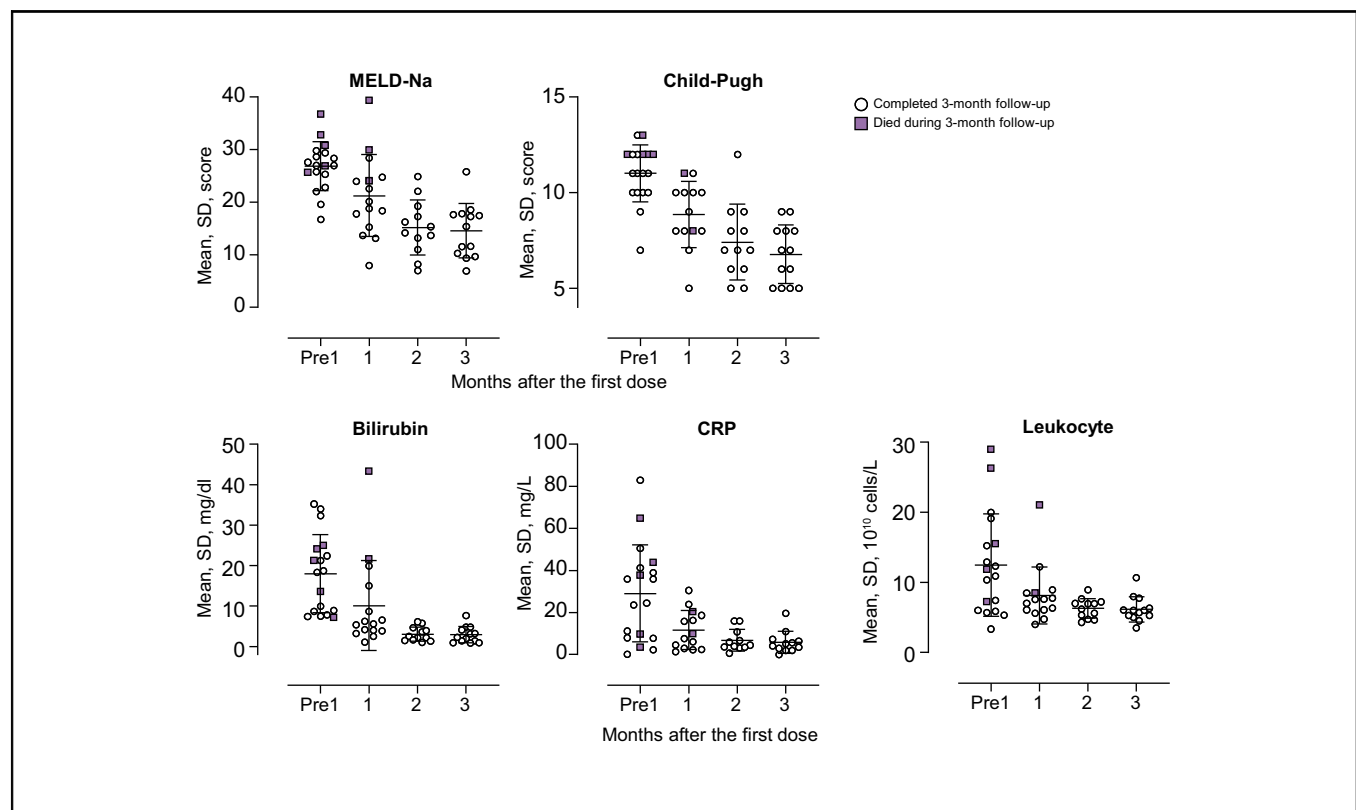 MELD-Na
Mean, SD, score
40
30
20
10
0
Pre1 1 2 3
Child-Pugh
Mean, SD, score
15
10
5
Pre1 1 2 3
Completed 3-month follow-up
Died during 3-month follow-up
Months after the first dose
Bilirubin
Mean, SD, mg/dl
50
40
30
20
10
0
Pre1 1 2 3
CRP
Mean, SD, mg/L
100
80
60
40
20
0
Pre1 1 2 3
Leukocyte
Mean, SD, 10¹⁰ cells/L
30
20
10
0
Pre1 1 2 3
Months after the first dose